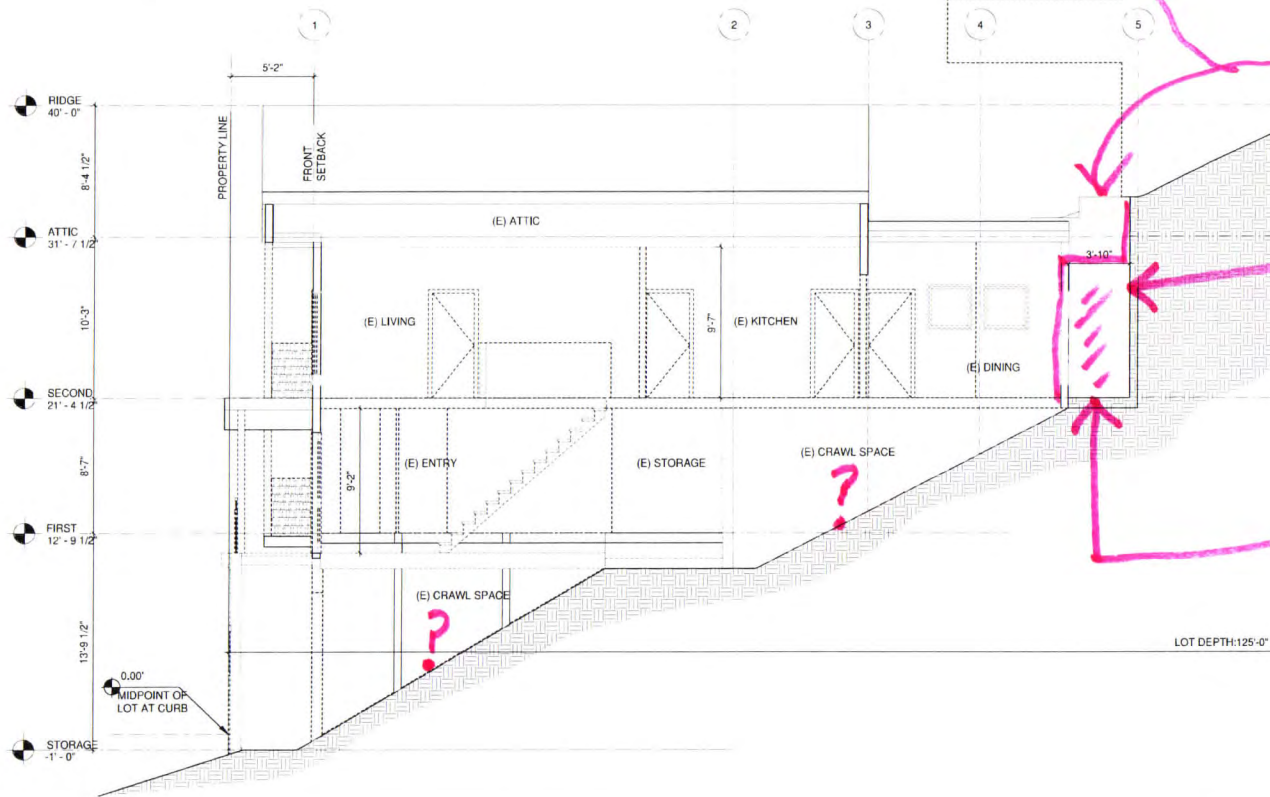 1
2
3
4
5
5'-2"
RIDGE
40' - 0"
PROPERTY LINE
FRONT
SETBACK
8'-4 1/2"
(E) ATTIC
ATTIC
31' - 7 1/2"
3'-10"
10'-3"
(E) LIVING
9'-7"
(E) KITCHEN
(E) DINING
SECOND
21' - 4 1/2"
8'-7"
9'-2"
(E) ENTRY
(E) STORAGE
(E) CRAWL SPACE
?
FIRST
12' - 9 1/2"
(E) CRAWL SPACE
?
13'-9 1/2"
LOT DEPTH:125'-0"
0.00'
MIDPOINT OF
LOT AT CURB
STORAGE
-1' - 0"